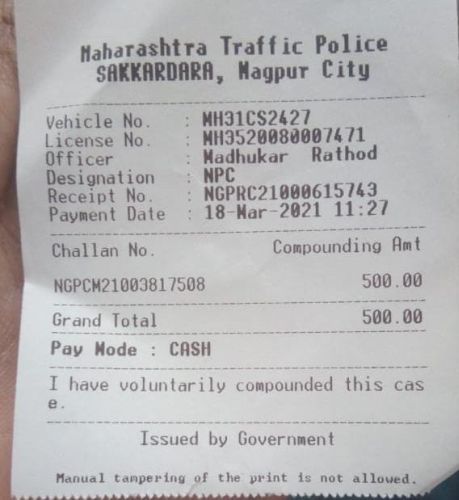 Maharashtra Traffic Police
SAKKARDARA, Nagpur City
Vehicle No. : MH31CS2427
License No. : MH3520080007471
Officer : Madhukar Rathod
Designation : NPC
Receipt No. : NGPRC21000615743
Payment Date : 18-Mar-2021 11:27
Challan No. Compounding Amt
NGPCM21003817508 500.00
Grand Total 500.00
Pay Mode : CASH
I have voluntarily compounded this cas
e.
Issued by Government
Manual tampering of the print is not allowed.